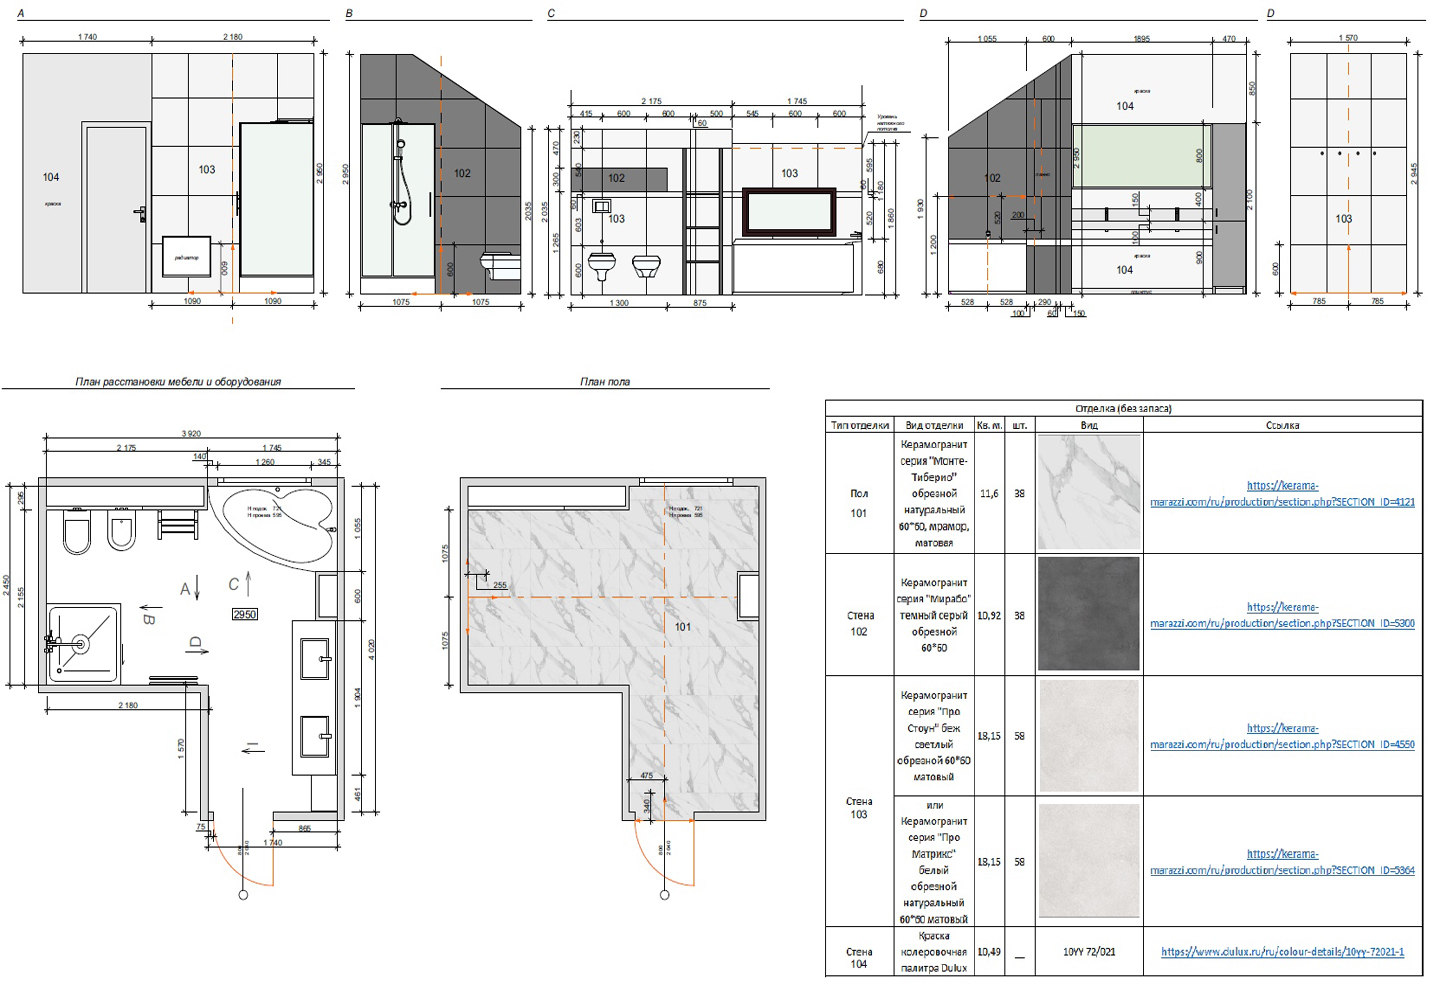 A
1 740
2 180
104
краска
103
радиатор
600
2 950
1090
1090
B
2 950
102
600
2035
1075
1075
C
2 175
1 745
415
600
600
500
545
600
600
60
Уровень
натяжного
потолка
230
470
540
300
60
603
600
2 035
1 265
102
103
103
595
60
1 180
520
1 860
680
1 300
875
D
1 055
600
1895
470
краска
104
850
2 950
800
102
1 930
1 200
520
200
150
100
400
900
2 100
краска
104
плинтус
528
528
290
100
60
150
D
1 570
103
600
2 945
785
785
План расстановки мебели и оборудования
3 920
2 175
1 745
140
1 260
345
295
2 450
2 155
1 055
600
4 020
1 904
461
A
C
B
D
2950
2 180
1 570
75
865
1 740
План пола
1075
1075
255
101
475
340
Отделка (без запаса)
Тип отделки Вид отделки Кв. м. шт. Вид Ссылка
Пол
101
Керамогранит
серия "Монте-
Тиберио"
обрезной
натуральный
60*60, мрамор,
матовая
11,6
38
https://kerama-
marazzi.com/ru/production/section.php?SECTION_ID=4121
Стена
102
Керамогранит
серия "Мирабо"
темный серый
обрезной
60*60
10,92
38
https://kerama-
marazzi.com/ru/production/section.php?SECTION_ID=5300
Стена
103
Керамогранит
серия "Про
Стоун" беж
светлый
обрезной 60*60
матовый
18,15
58
https://kerama-
marazzi.com/ru/production/section.php?SECTION_ID=4550
или
Керамогранит
серия "Про
Матрикс"
белый
обрезной
натуральный
60*60 матовый
18,15
58
https://kerama-
marazzi.com/ru/production/section.php?SECTION_ID=5364
Стена
104
Краска
колеровочная
палитра Dulux
10,49
—
10YY 72/021
https://www.dulux.ru/ru/colour-details/10yy-72021-1